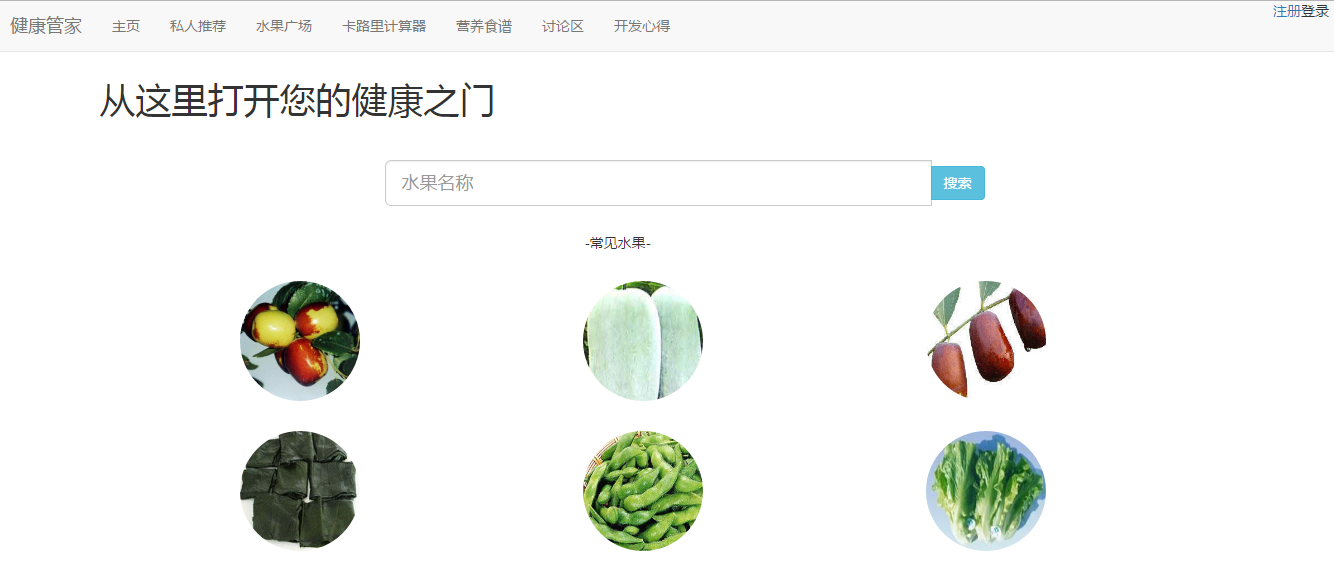 健康管家 主页 私人推荐 水果广场 卡路里计算器 营养食谱 讨论区 开发心得 注册登录
从这里打开您的健康之门
水果名称 搜索
-常见水果-